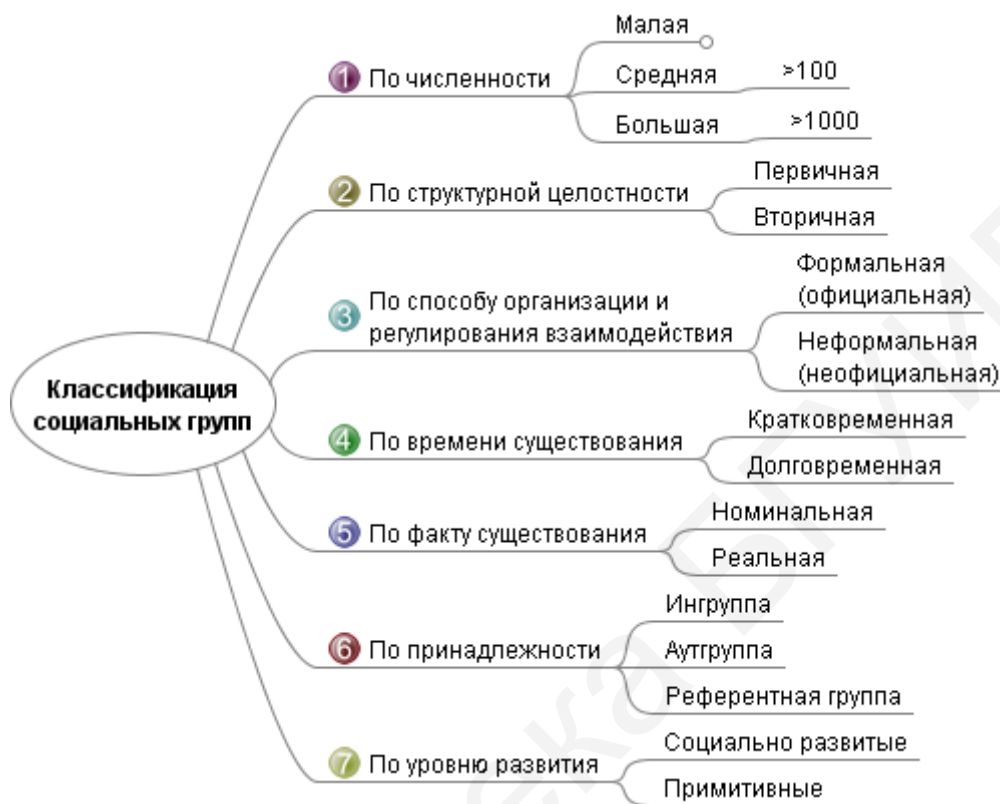 Классификация
социальных групп
1 По численности
Малая
Средняя >100
Большая >1000
2 По структурной целостности
Первичная
Вторичная
3 По способу организации и
регулирования взаимодействия
Формальная
(официальная)
Неформальная
(неофициальная)
4 По времени существования
Кратковременная
Долговременная
5 По факту существования
Номинальная
Реальная
6 По принадлежности
Ингруппа
Аутгруппа
Референтная группа
7 По уровню развития
Социально развитые
Примитивные